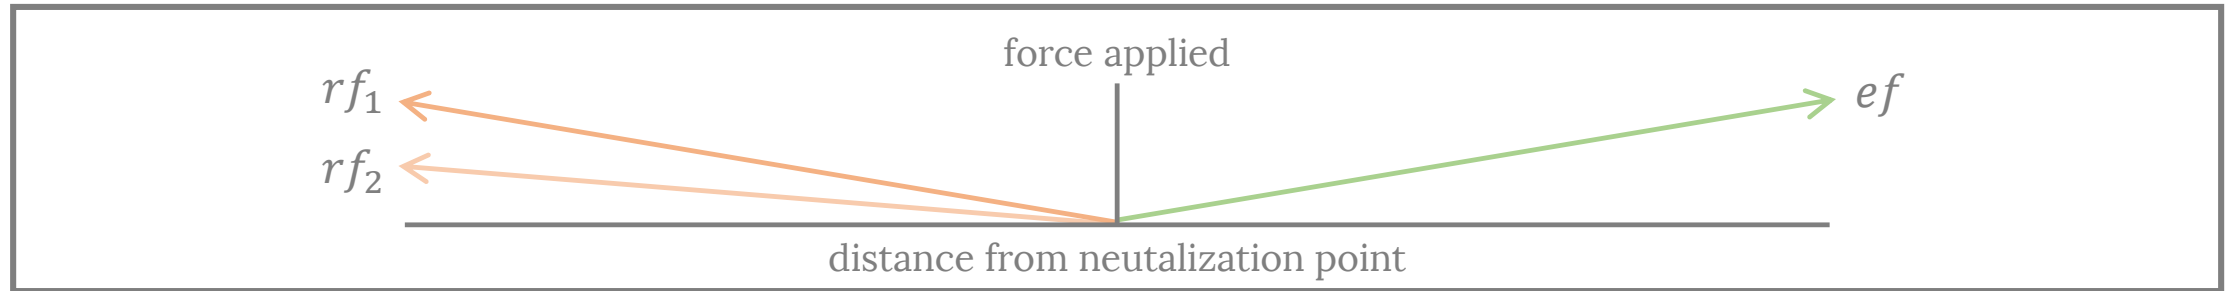 force applied
rf₁
ef
rf₂
distance from neutalization point